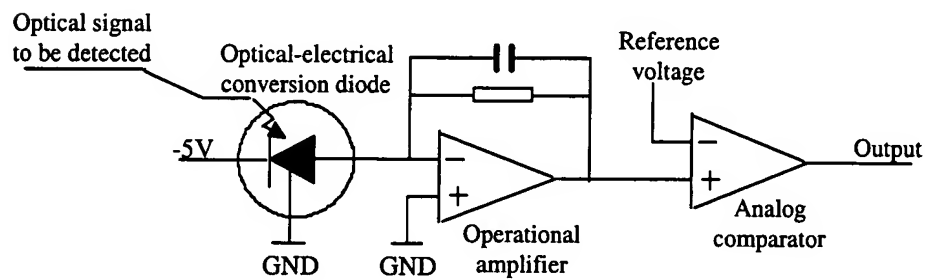 Optical signal
to be detected
Optical-electrical
conversion diode
Reference
voltage
-5V
−
+
−
+
Output
GND
GND
Operational
amplifier
Analog
comparator